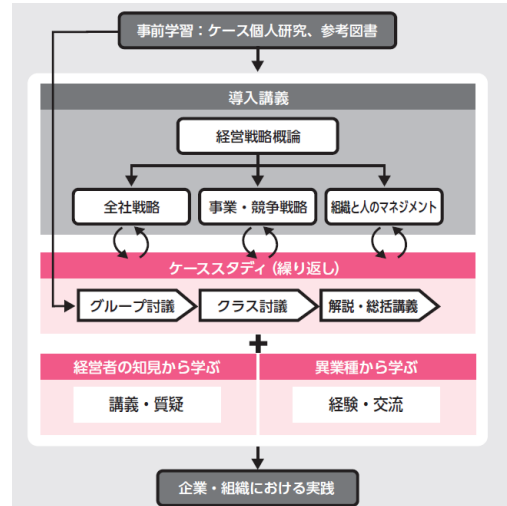 事前学習：ケース個人研究、参考図書
導入講義
経営戦略概論
全社戦略
事業・競争戦略
組織と人のマネジメント
ケーススタディ（繰り返し）
グループ討議
クラス討議
解説・総括講義
+
経営者の知見から学ぶ
異業種から学ぶ
講義・質疑
経験・交流
企業・組織における実践